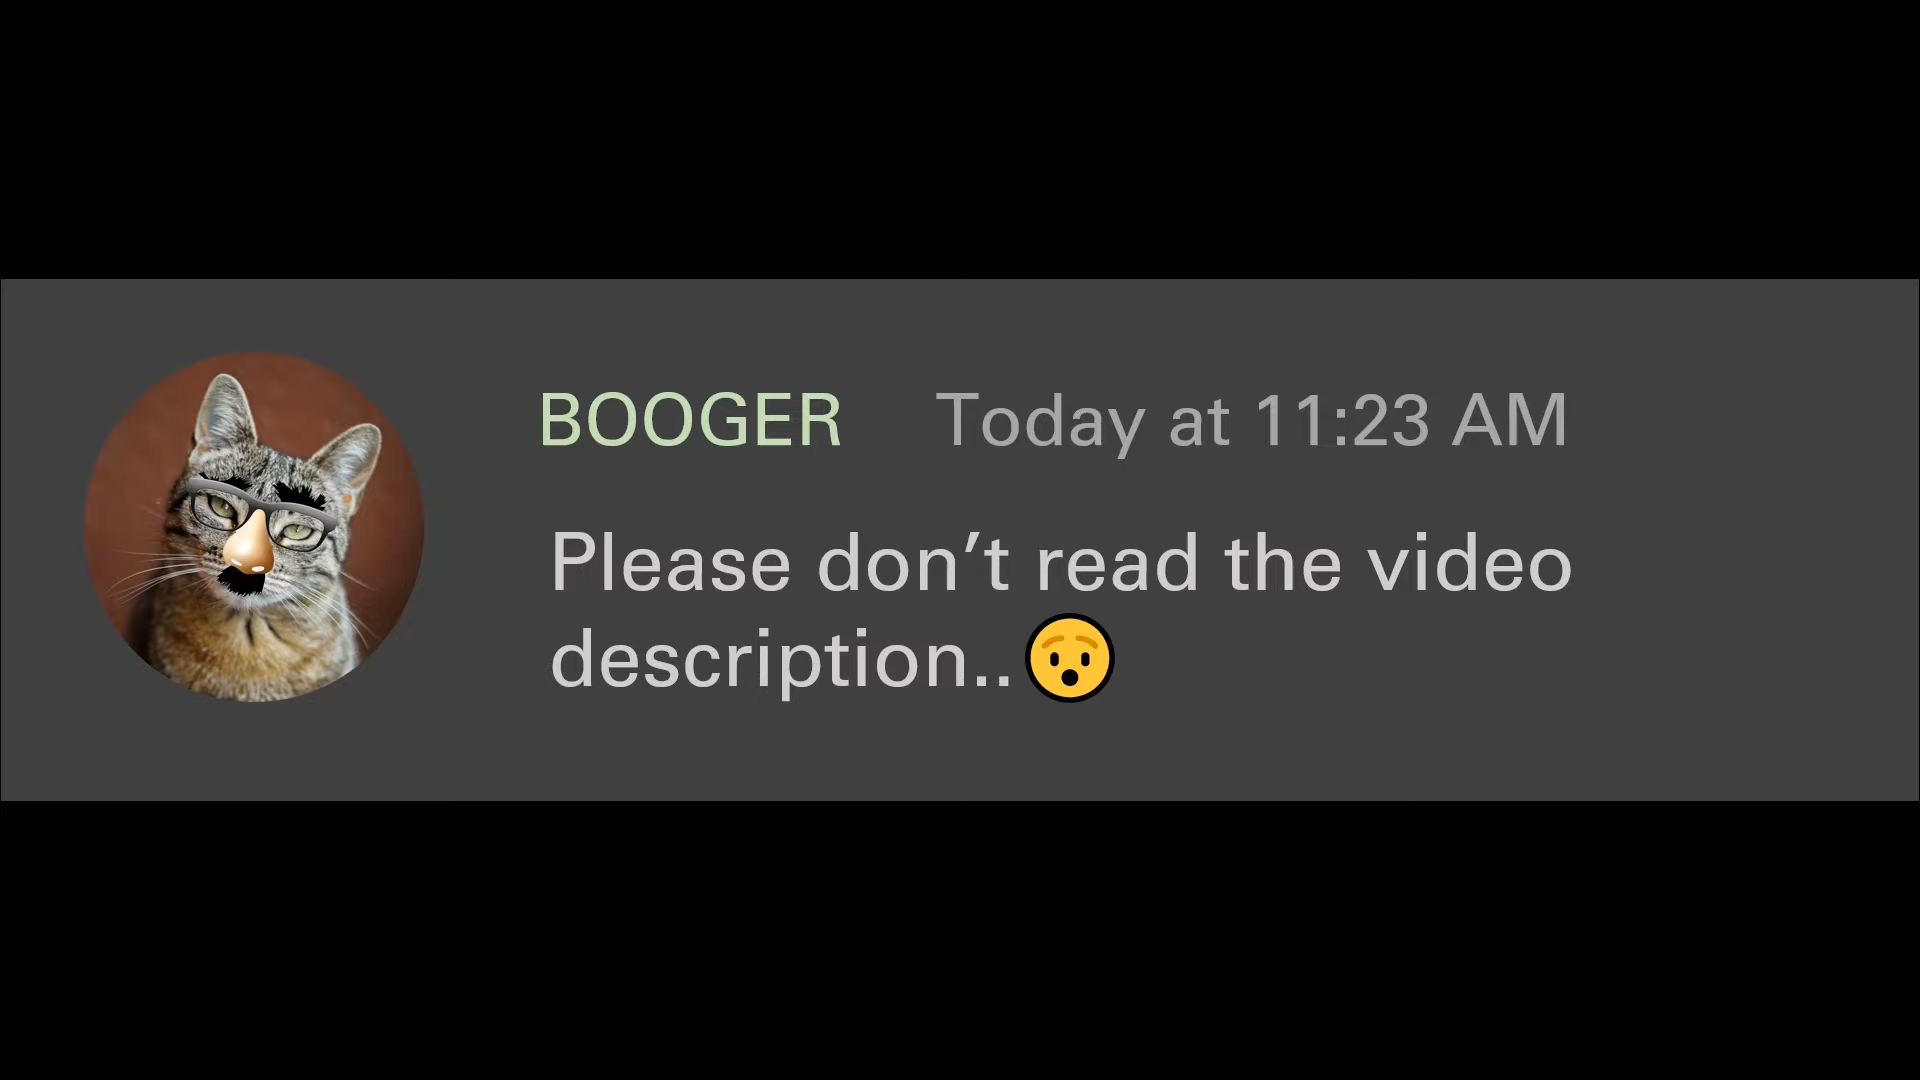 BOOGER Today at 11:23 AM
Please don’t read the video
description..😯